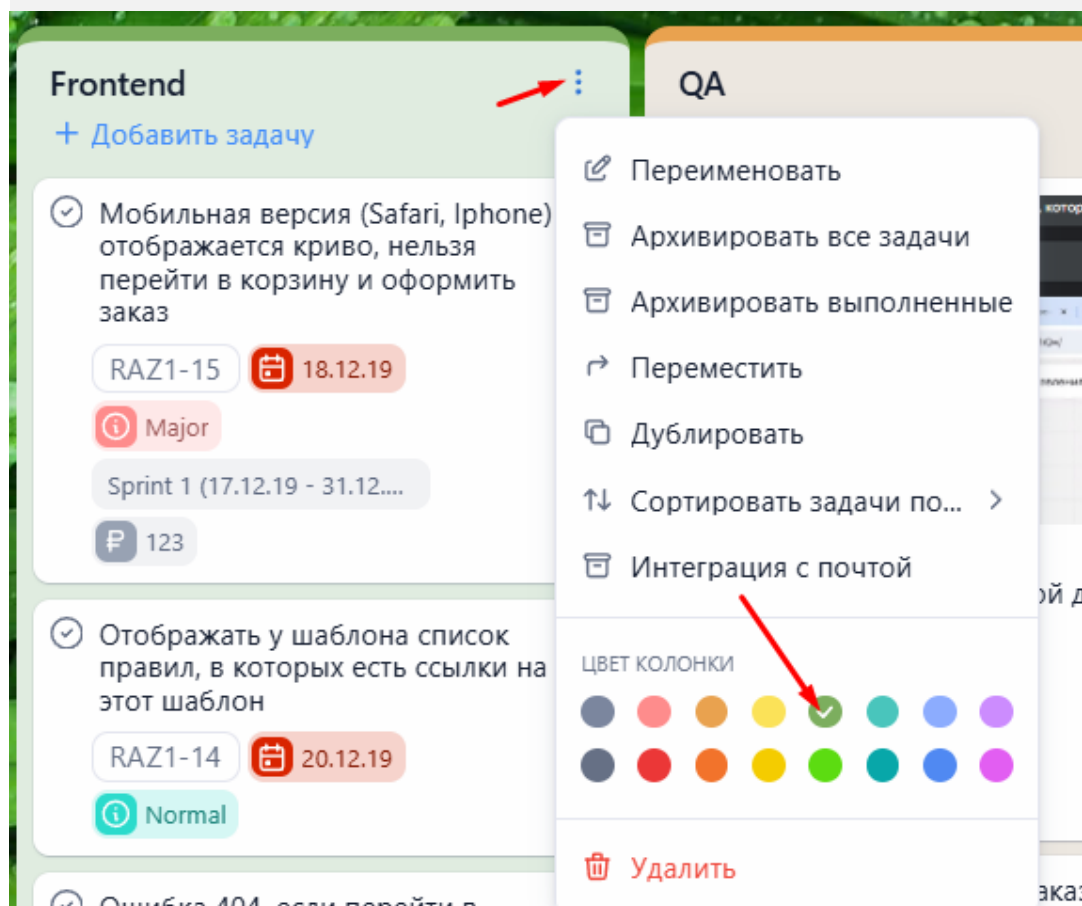 Frontend
QA
+ Добавить задачу
Мобильная версия (Safari, Iphone)
отображается криво, нельзя
перейти в корзину и оформить
заказ
RAZ1-15
18.12.19
Major
Sprint 1 (17.12.19 - 31.12....
₽ 123
Отображать у шаблона список
правил, в которых есть ссылки на
этот шаблон
RAZ1-14
20.12.19
Normal
Переименовать
Архивировать все задачи
Архивировать выполненные
Переместить
Дублировать
Сортировать задачи по...
Интеграция с почтой
ЦВЕТ КОЛОНКИ
Удалить